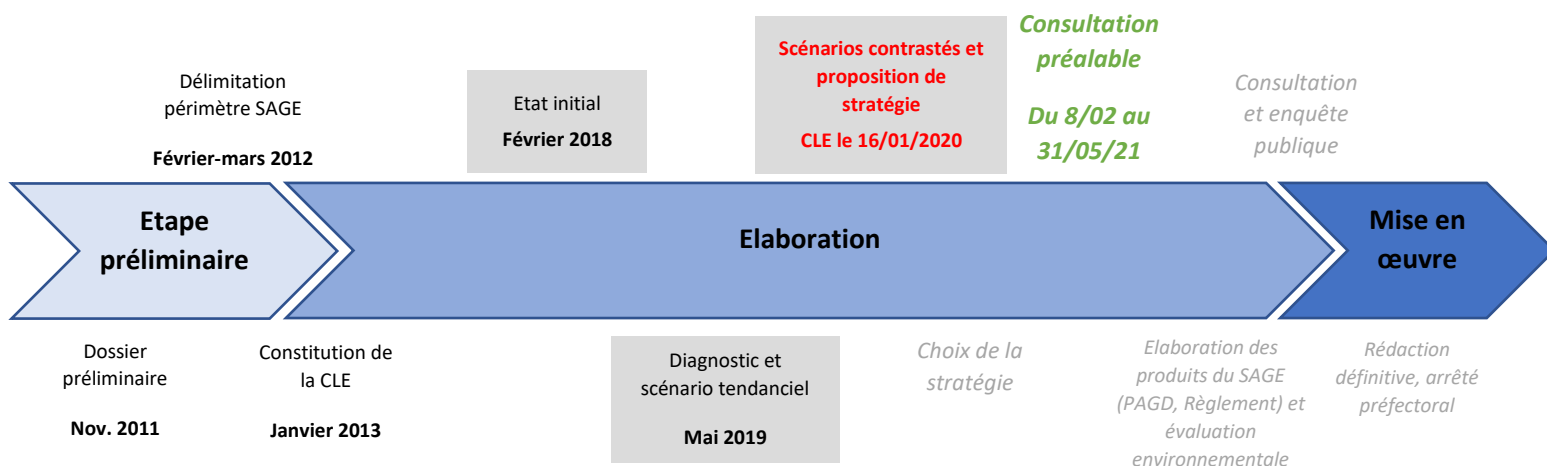 Délimitation
périmètre SAGE
Février-mars 2012
Etat initial
Février 2018
Scénarios contrastés et
proposition de
stratégie
CLE le 16/01/2020
Consultation
préalable
Du 8/02 au
31/05/21
Consultation
et enquête
publique
Etape
préliminaire
Elaboration
Mise en
œuvre
Dossier
préliminaire
Nov. 2011
Constitution de
la CLE
Janvier 2013
Diagnostic et
scénario tendanciel
Mai 2019
Choix de la
stratégie
Elaboration des
produits du SAGE
(PAGD, Règlement) et
évaluation
environnementale
Rédaction
définitive, arrêté
préfectoral